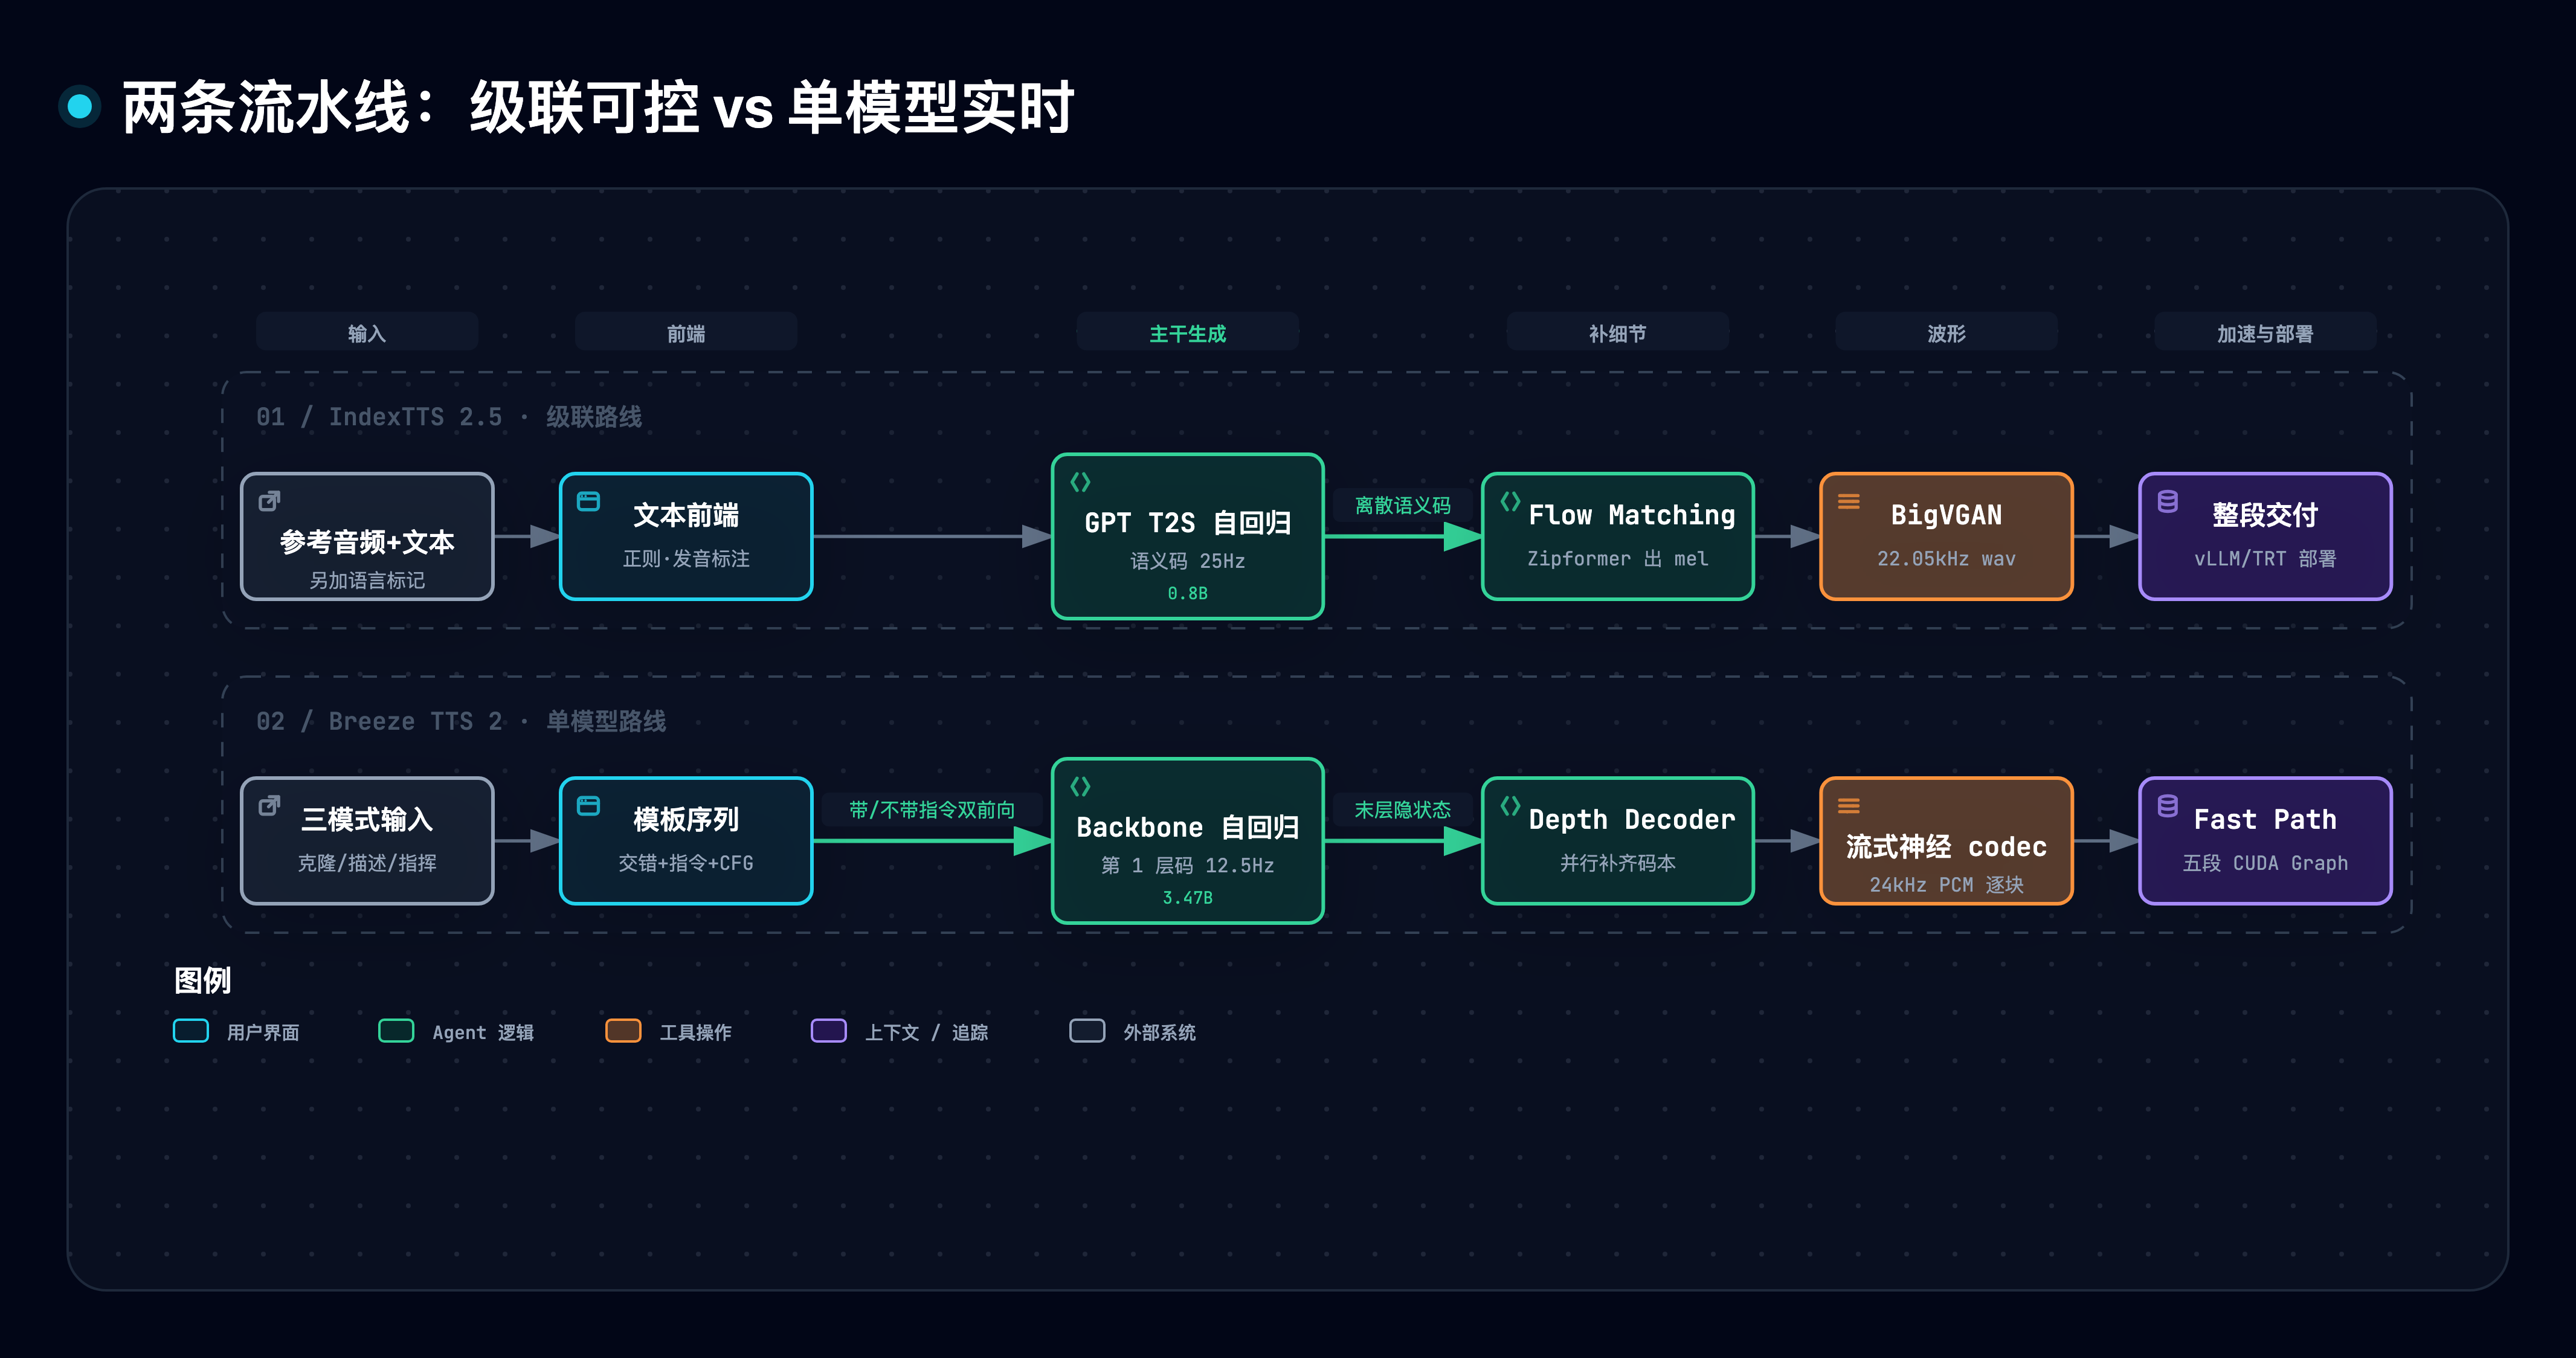 两条流水线：级联可控 vs 单模型实时
输入
前端
主干生成
补细节
波形
加速与部署
01 / IndexTTS 2.5 · 级联路线
参考音频+文本
另加语言标记
文本前端
正则·发音标注
GPT T2S 自回归
语义码 25Hz
0.8B
离散语义码
Flow Matching
Zipformer 出 mel
BigVGAN
22.05kHz wav
整段交付
vLLM/TRT 部署
02 / Breeze TTS 2 · 单模型路线
三模式输入
克隆/描述/指挥
模板序列
交错+指令+CFG
带/不带指令双前向
Backbone 自回归
第 1 层码 12.5Hz
3.47B
末层隐状态
Depth Decoder
并行补齐码本
流式神经 codec
24kHz PCM 逐块
Fast Path
五段 CUDA Graph
图例
用户界面
Agent 逻辑
工具操作
上下文 / 追踪
外部系统